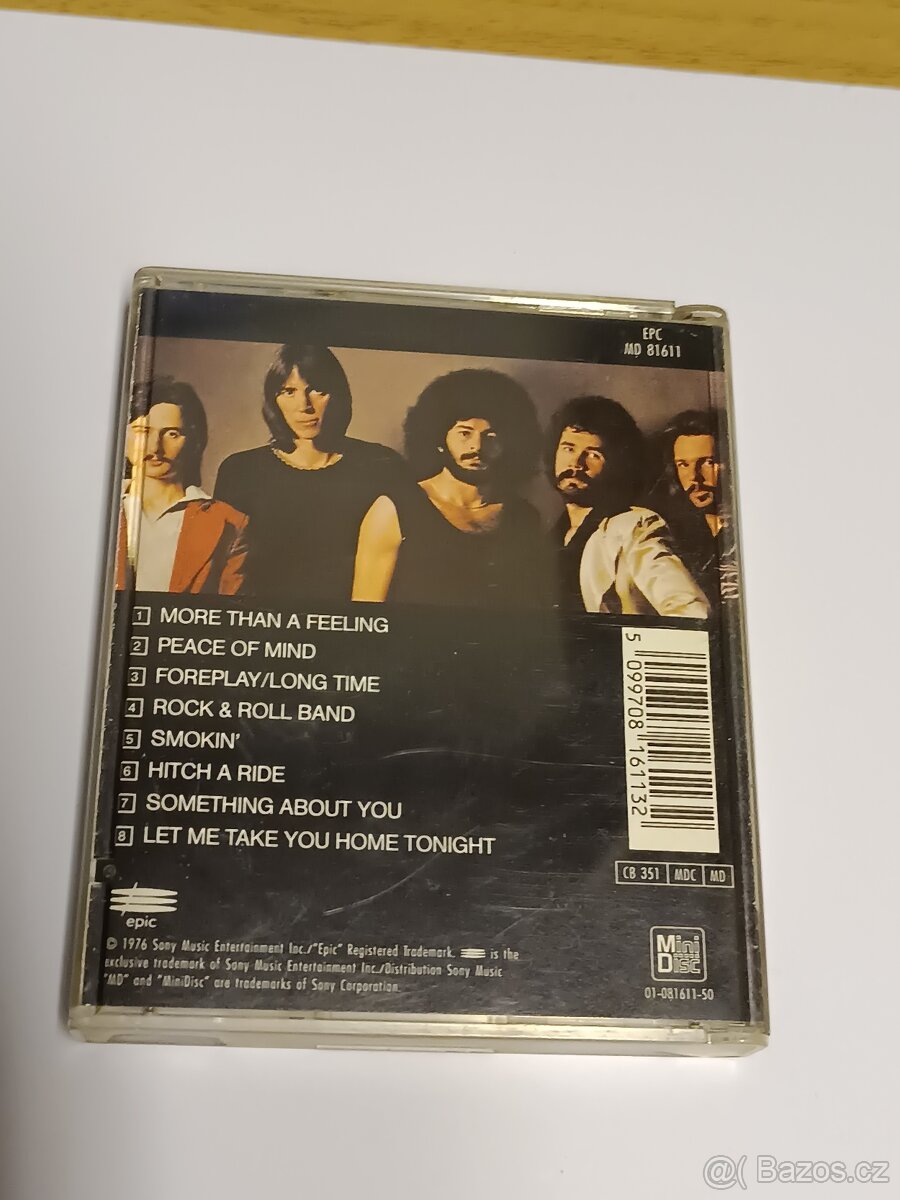 EPC
MD 81611
1 MORE THAN A FEELING
2 PEACE OF MIND
3 FOREPLAY/LONG TIME
4 ROCK & ROLL BAND
5 SMOKIN'
6 HITCH A RIDE
7 SOMETHING ABOUT YOU
8 LET ME TAKE YOU HOME TONIGHT
5 099708 161132
CB 351 MDC MD
epic
© 1976 Sony Music Entertainment Inc./"Epic" Registered Trademark. is the
exclusive trademark of Sony Music Entertainment Inc./Distribution Sony Music
"MD" and "MiniDisc" are trademarks of Sony Corporation.
Mini
Disc
01-081611-50
@( Bazos.cz